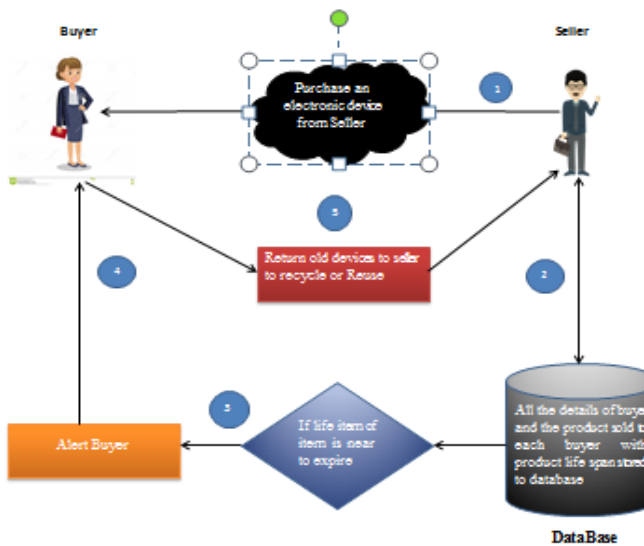 Buyer
Seller
Purchase an
electronic device
from Seller
1
5
Return old devices to seller
to recycle or Reuse
4
2
3
If life item of
item is near
to expire
Alert Buyer
All the details of buyer
and the product sold to
each buyer with
product life span stored
to database
DataBase